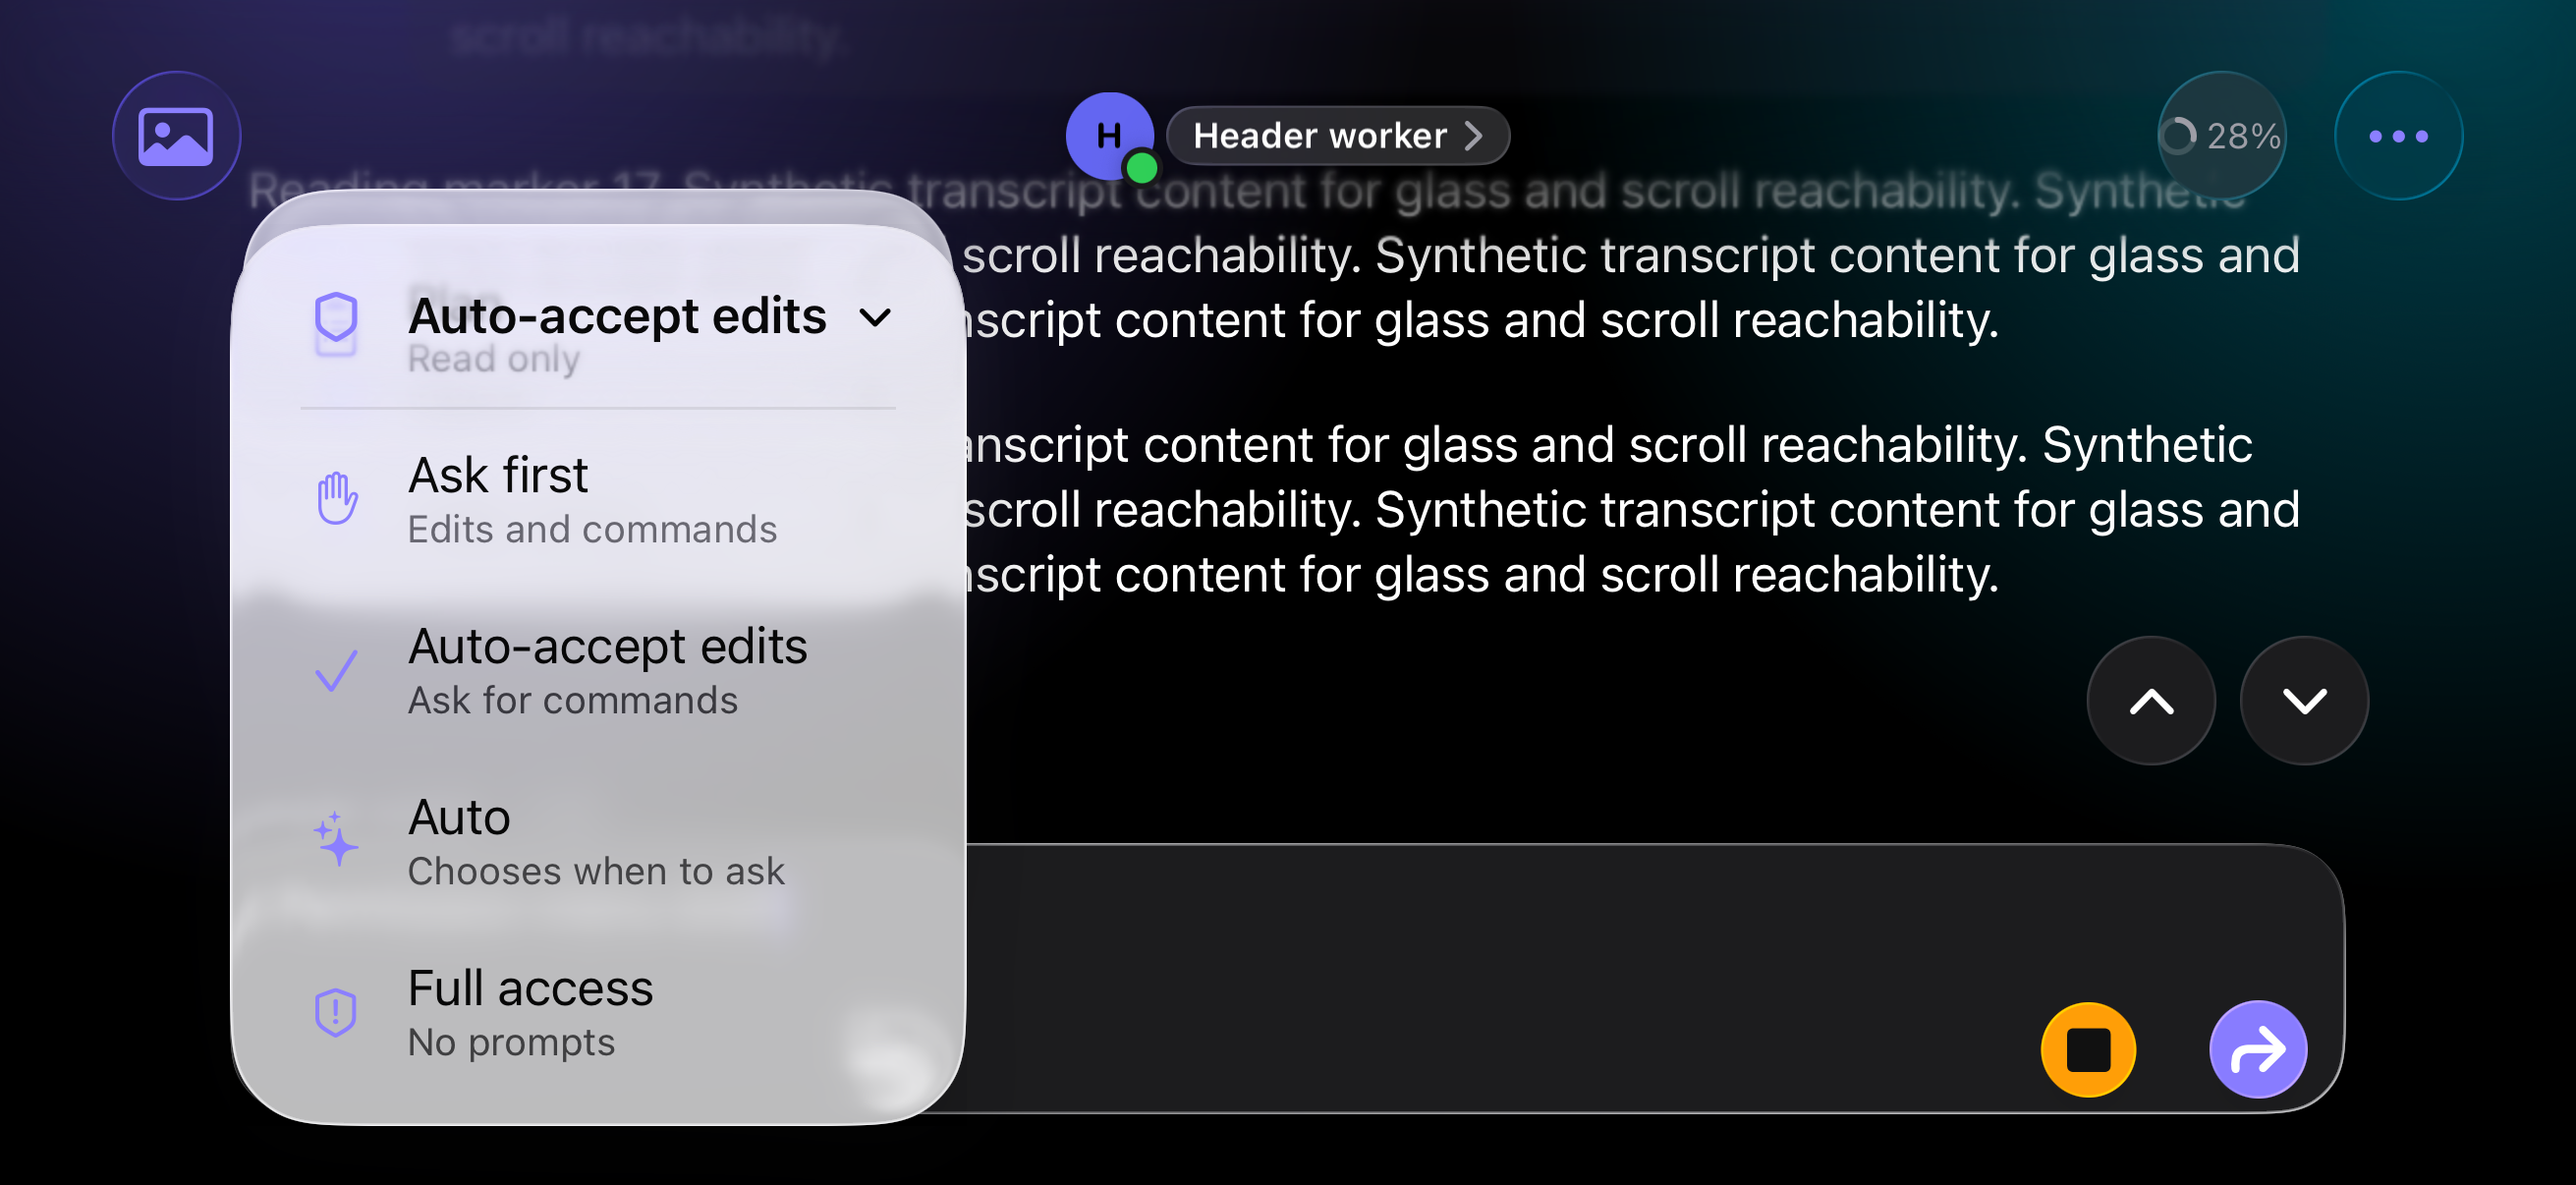 scroll reachability.
H
Header worker
28%
Reading marker 17. Synthetic transcript content for glass and scroll reachability. Synthetic
scroll reachability. Synthetic transcript content for glass and
nscript content for glass and scroll reachability.
anscript content for glass and scroll reachability. Synthetic
scroll reachability. Synthetic transcript content for glass and
nscript content for glass and scroll reachability.
Plan
Auto-accept edits
Read only
Ask first
Edits and commands
Auto-accept edits
Ask for commands
Auto
Chooses when to ask
Full access
No prompts